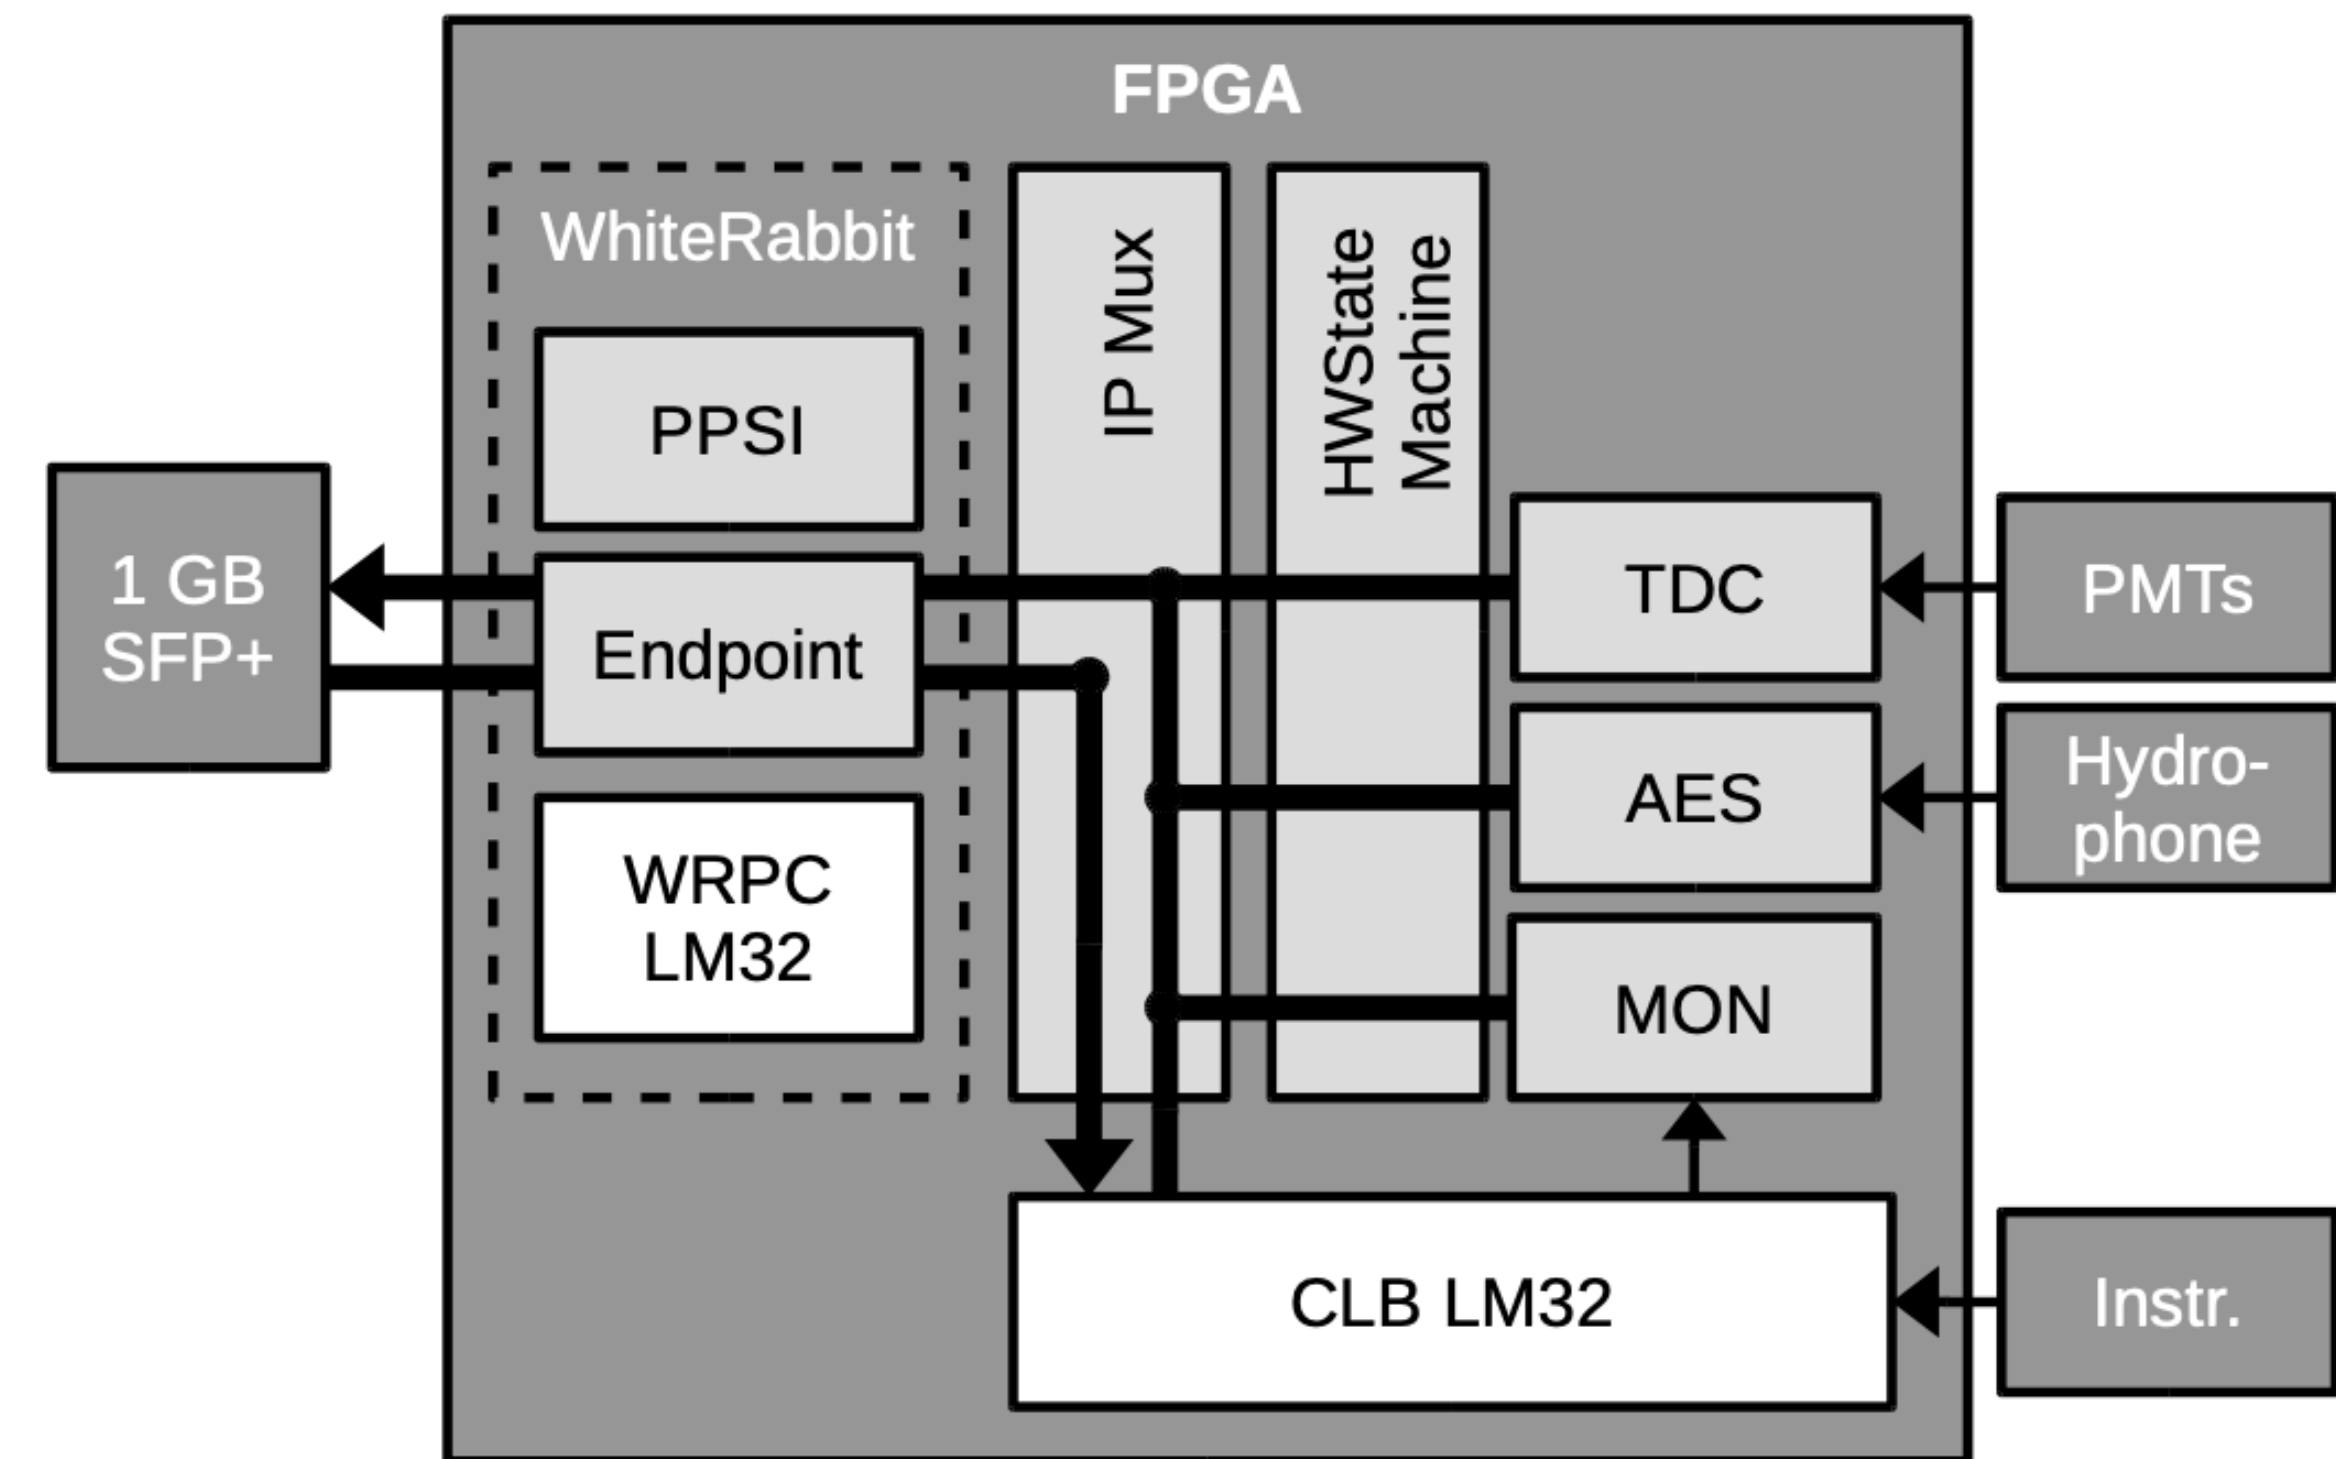 FPGA
WhiteRabbit
PPSI
Endpoint
WRPC
LM32
1 GB
SFP+
IP Mux
HWState
Machine
TDC
AES
MON
CLB LM32
PMTs
Hydro-
phone
Instr.